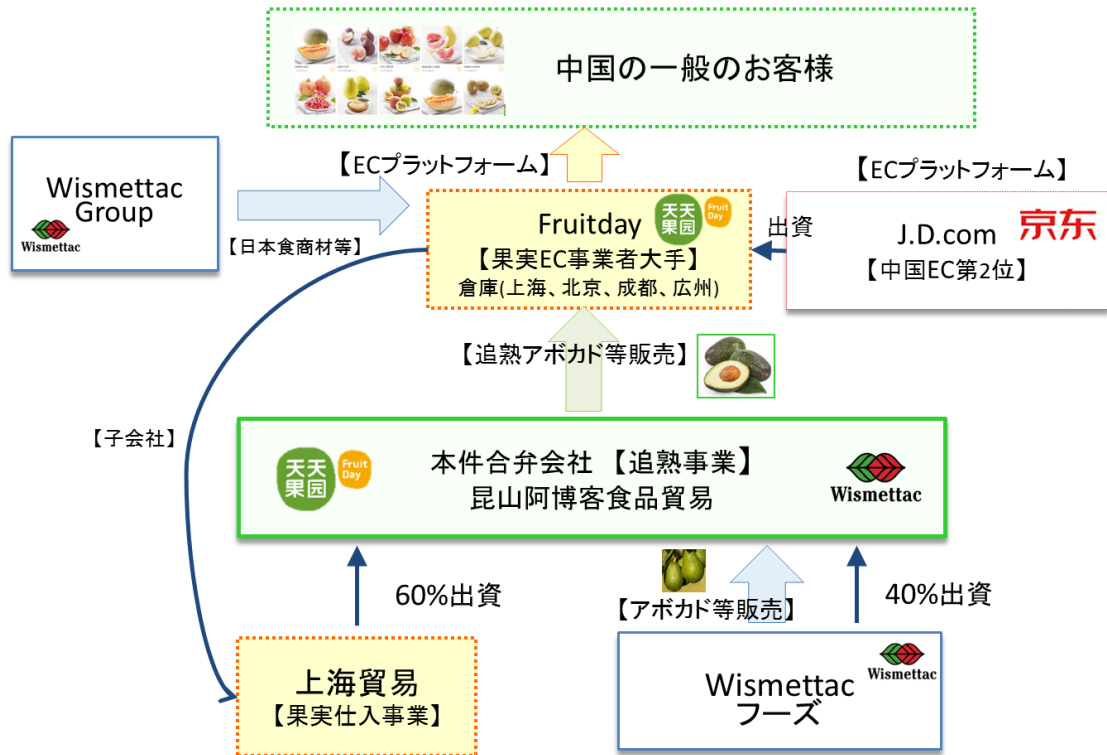 中国の一般のお客様
Wismettac
Group
Wismettac
【日本食商材等】
【ECプラットフォーム】
Fruitday
天天
果园
Fruit
Day
【果実EC事業者大手】
倉庫(上海、北京、成都、広州)
出資
【ECプラットフォーム】
J.D.com
京东
【中国EC第2位】
【追熟アボカド等販売】
【子会社】
天天
果园
Fruit
Day
本件合弁会社 【追熟事業】
昆山阿博客食品貿易
Wismettac
60%出資
【アボカド等販売】
40%出資
上海貿易
【果実仕入事業】
Wismettac
フーズ
Wismettac